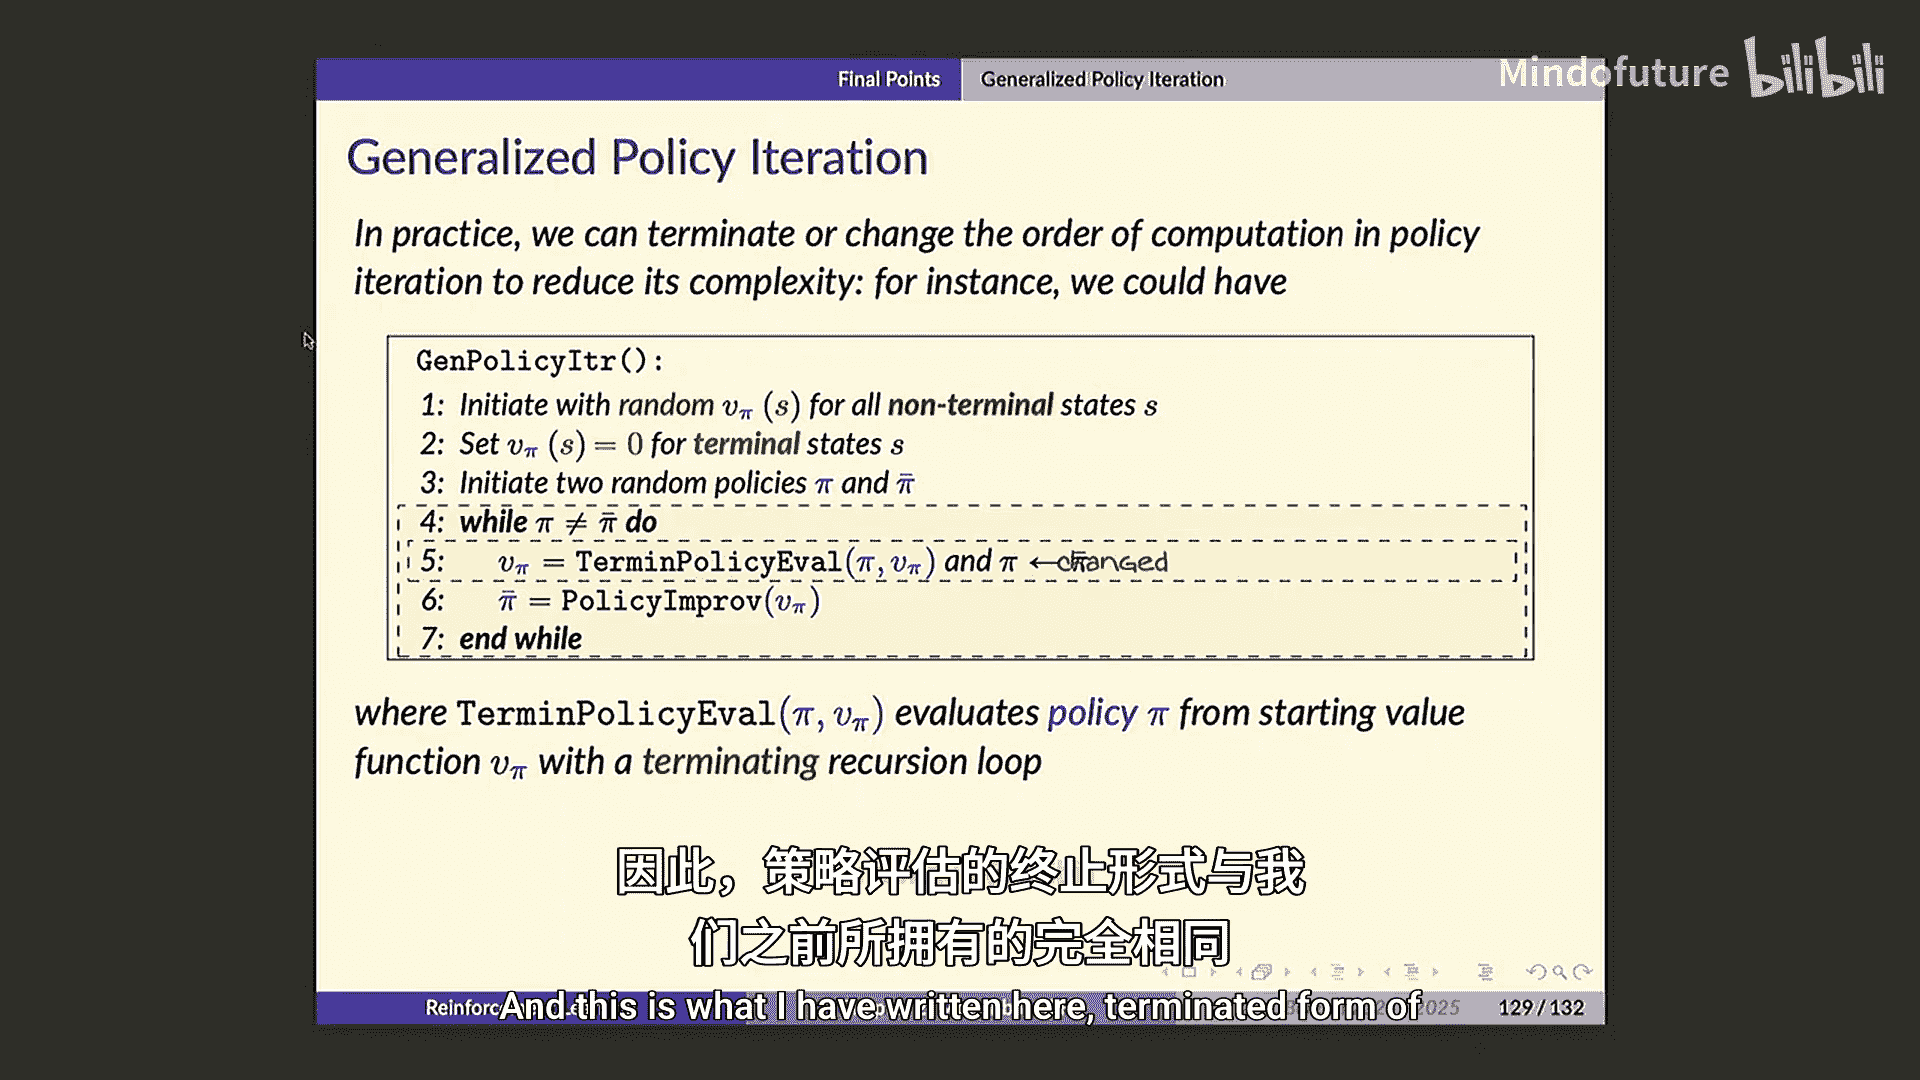 Mindofuture bilibili
Final Points Generalized Policy Iteration
Generalized Policy Iteration
In practice, we can terminate or change the order of computation in policy
iteration to reduce its complexity: for instance, we could have
GenPolicyItr():
1: Initiate with random vπ (s) for all non-terminal states s
2: Set vπ (s) = 0 for terminal states s
3: Initiate two random policies π and π̄
4: while π ≠ π̄ do
5: vπ = TerminPolicyEval(π, vπ) and π ← changed
6: π̄ = PolicyImprov(vπ)
7: end while
where TerminPolicyEval(π, vπ) evaluates policy π from starting value
function vπ with a terminating recursion loop
因此，策略评估的终止形式与我
们之前所拥有的完全相同
And this is what I have written here, terminated form of
Reinforc 2025 129 / 132